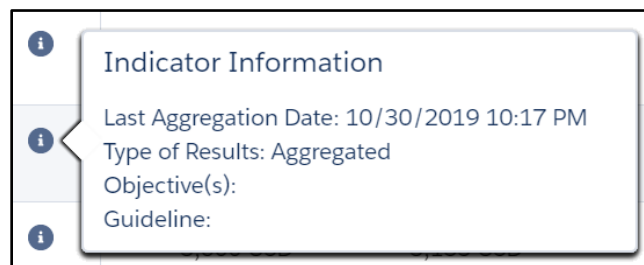 Indicator Information
Last Aggregation Date: 10/30/2019 10:17 PM
Type of Results: Aggregated
Objective(s):
Guideline: